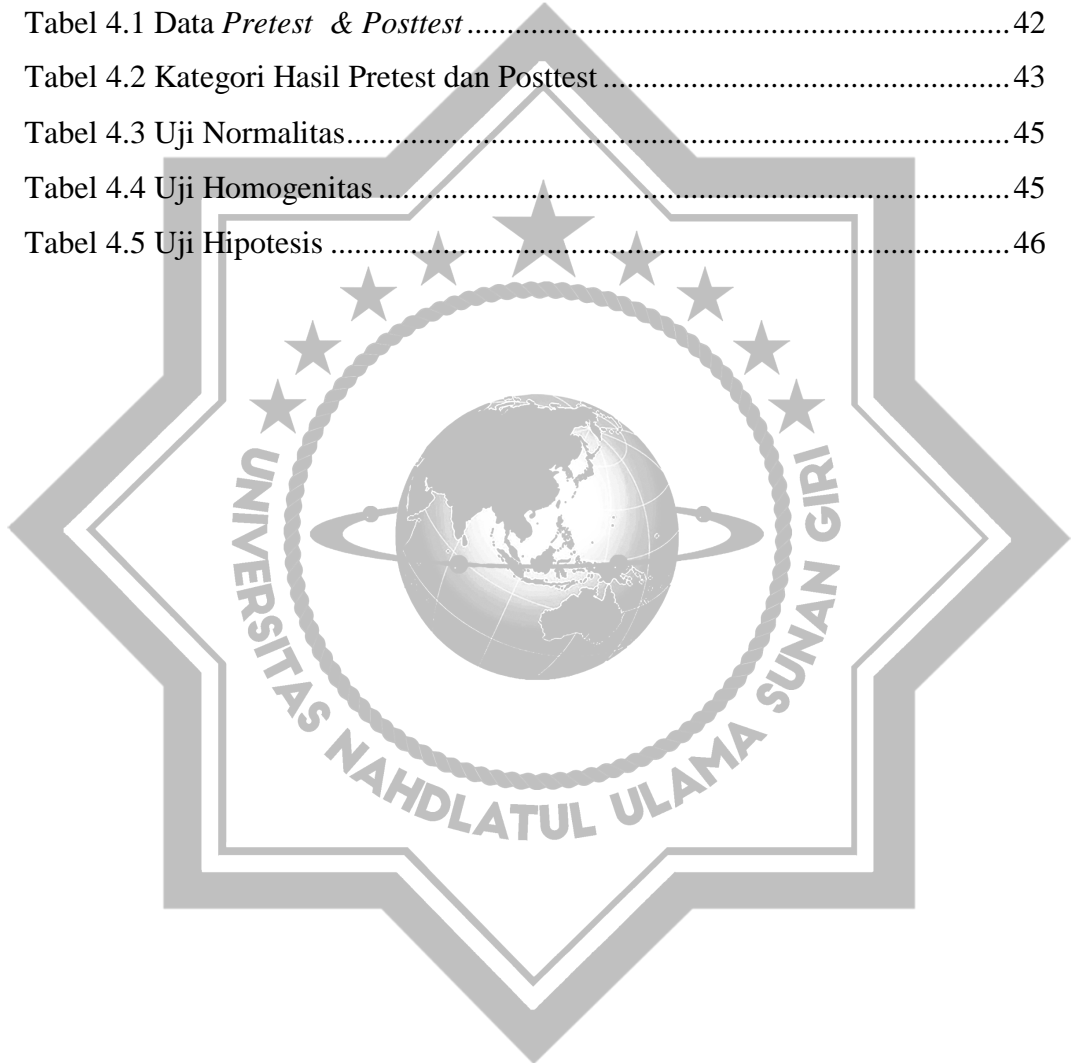 Tabel 4.1 Data Pretest & Posttest ........................................................................ 42
Tabel 4.2 Kategori Hasil Pretest dan Posttest ...................................................... 43
Tabel 4.3 Uji Normalitas........................................................................................ 45
Tabel 4.4 Uji Homogenitas .................................................................................... 45
Tabel 4.5 Uji Hipotesis .......................................................................................... 46
UNIVERSITAS NAHDLATUL ULAMA SUNAN GIRI